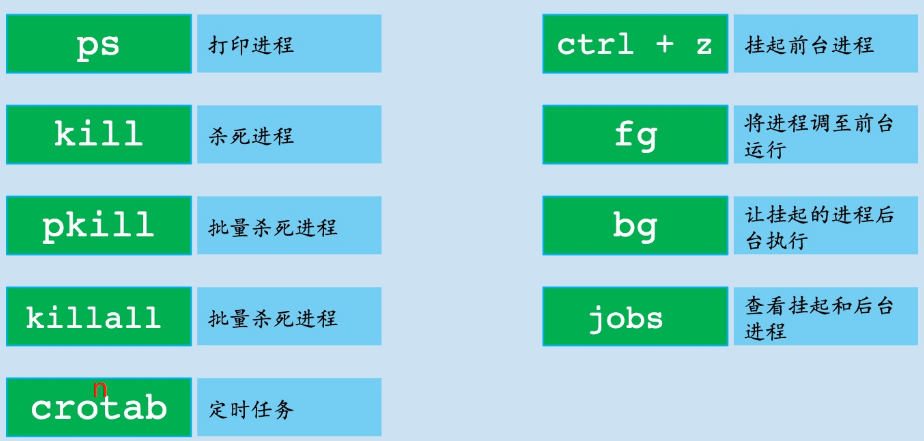 ps
打印进程
kill
杀死进程
pkill
批量杀死进程
killall
批量杀死进程
n
crotab
定时任务
ctrl + z
挂起前台进程
fg
将进程调至前台
运行
bg
让挂起的进程后
台执行
jobs
查看挂起和后台
进程